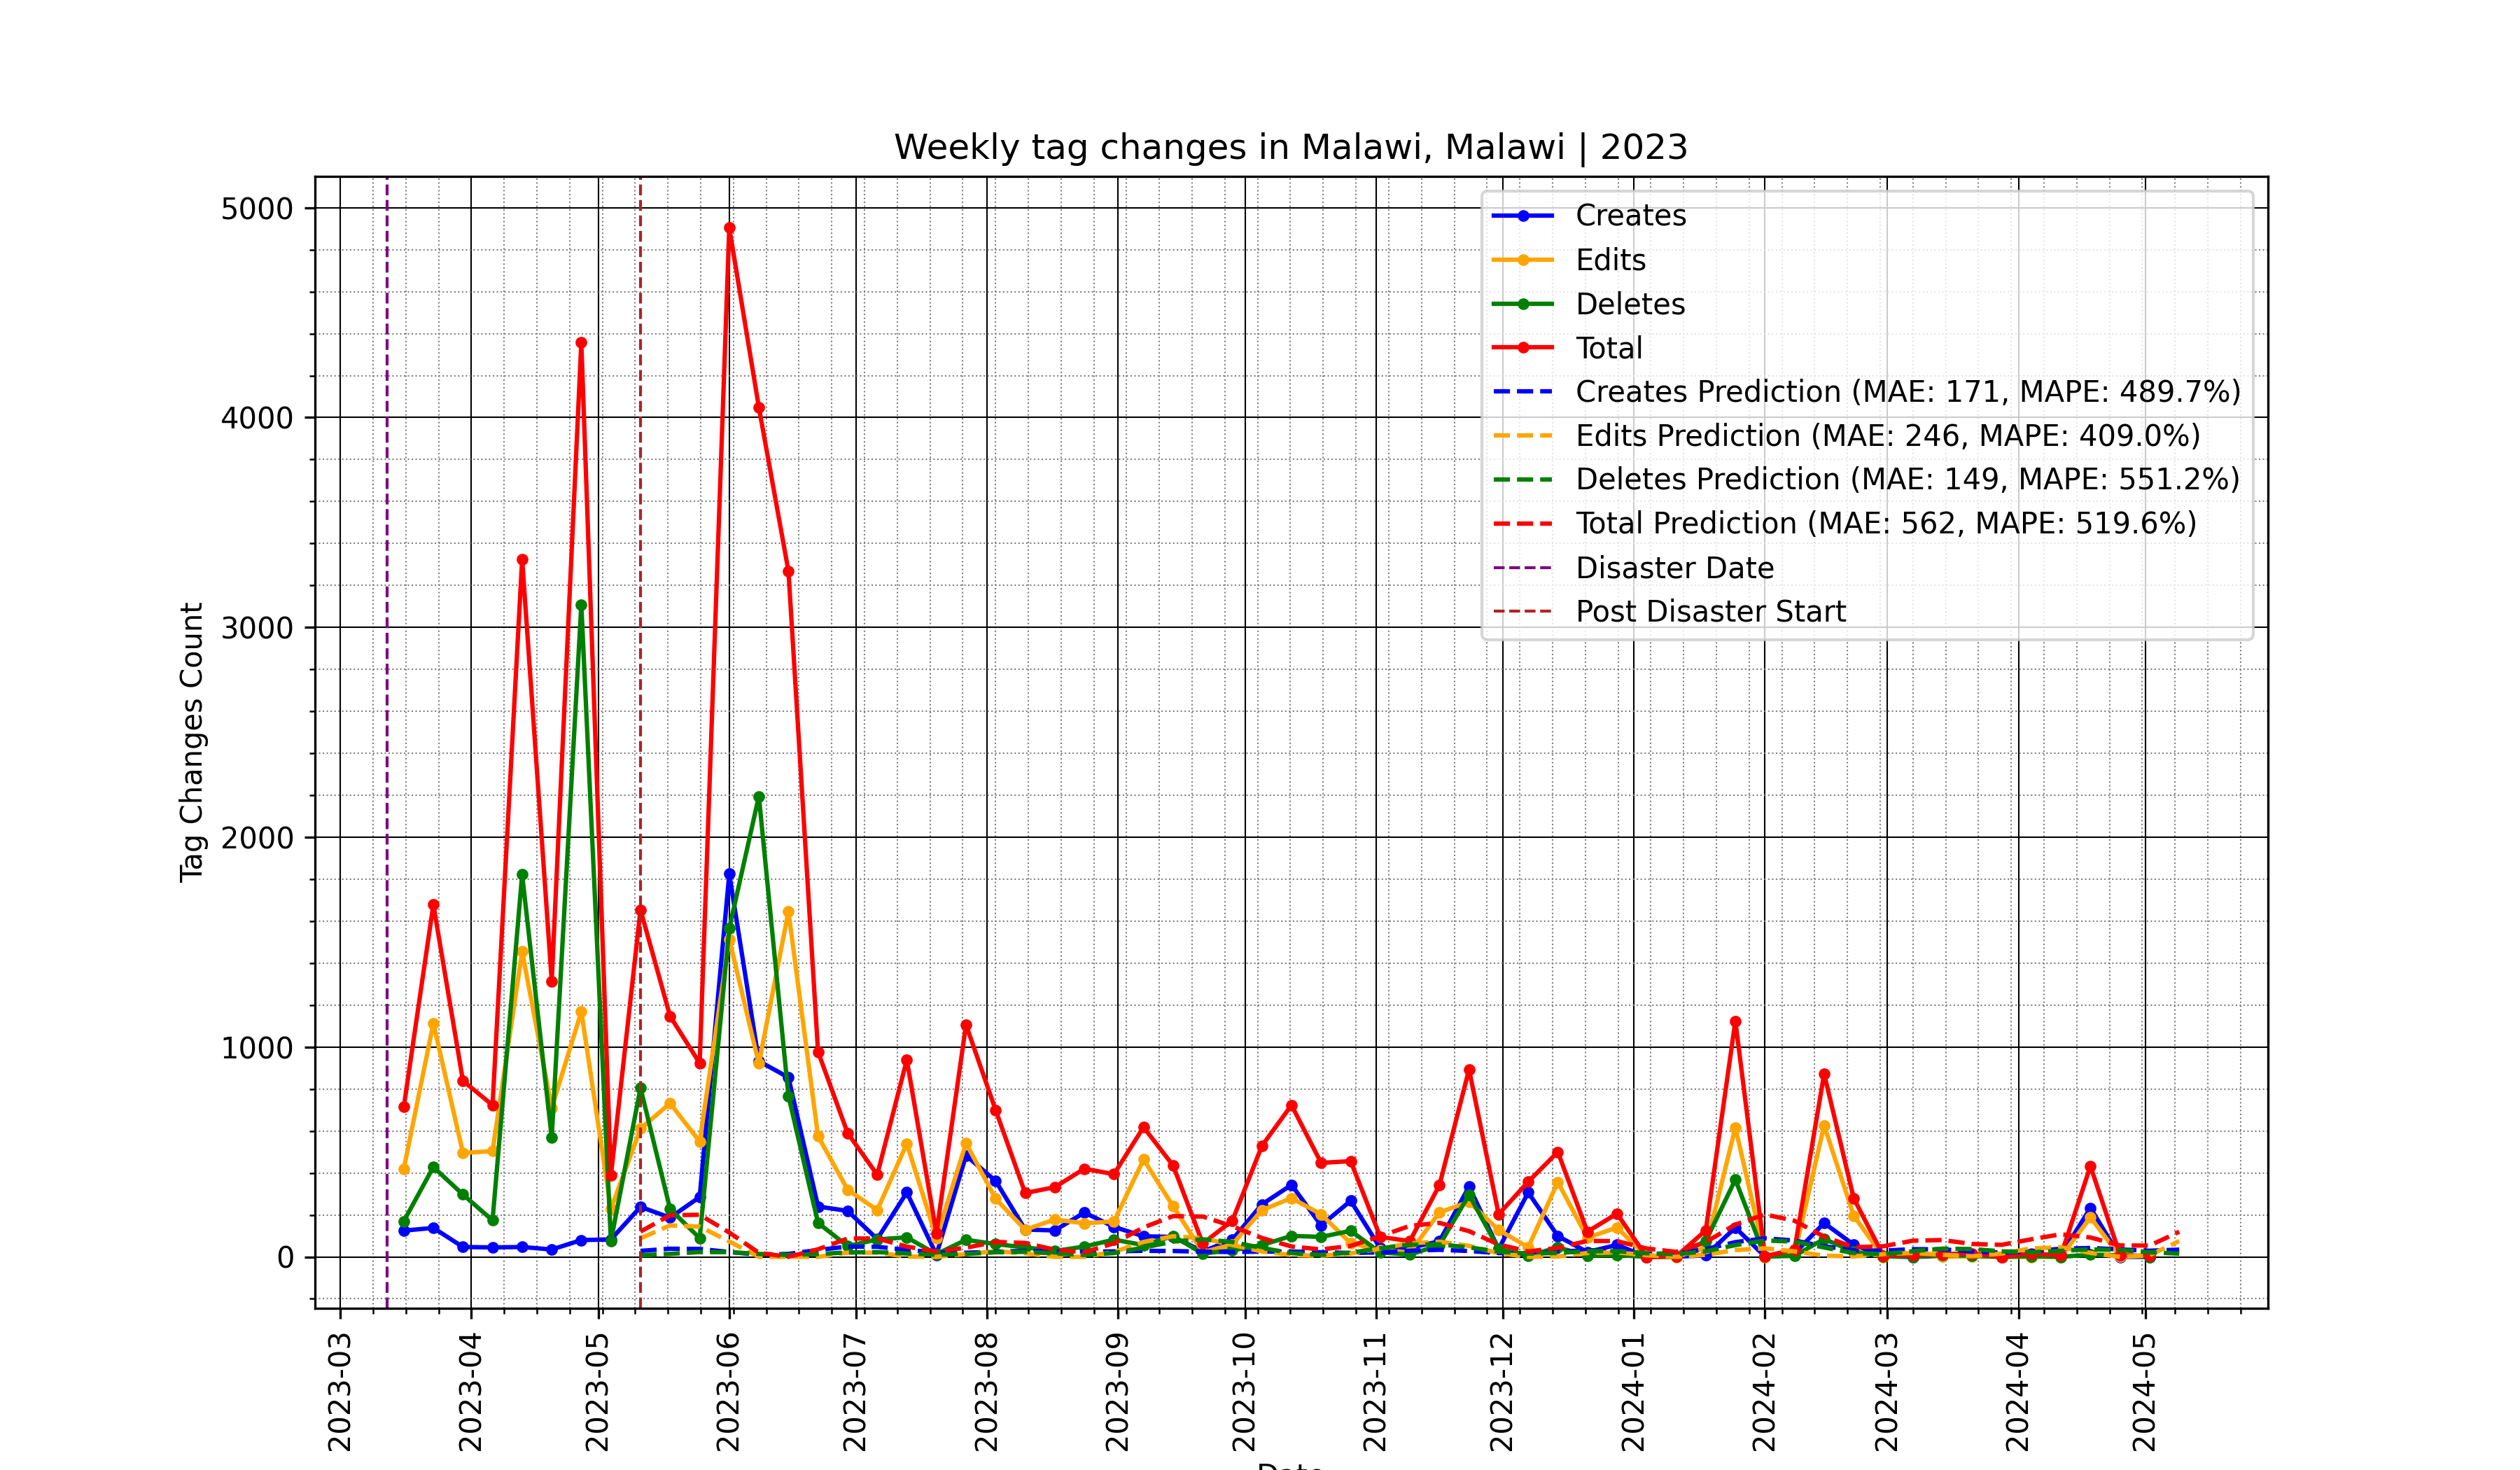 Weekly tag changes in Malawi, Malawi | 2023
Tag Changes Count
5000
4000
3000
2000
1000
0
Creates
Edits
Deletes
Total
Creates Prediction (MAE: 171, MAPE: 489.7%)
Edits Prediction (MAE: 246, MAPE: 409.0%)
Deletes Prediction (MAE: 149, MAPE: 551.2%)
Total Prediction (MAE: 562, MAPE: 519.6%)
Disaster Date
Post Disaster Start
2023-03
2023-04
2023-05
2023-06
2023-07
2023-08
2023-09
2023-10
2023-11
2023-12
2024-01
2024-02
2024-03
2024-04
2024-05
Date